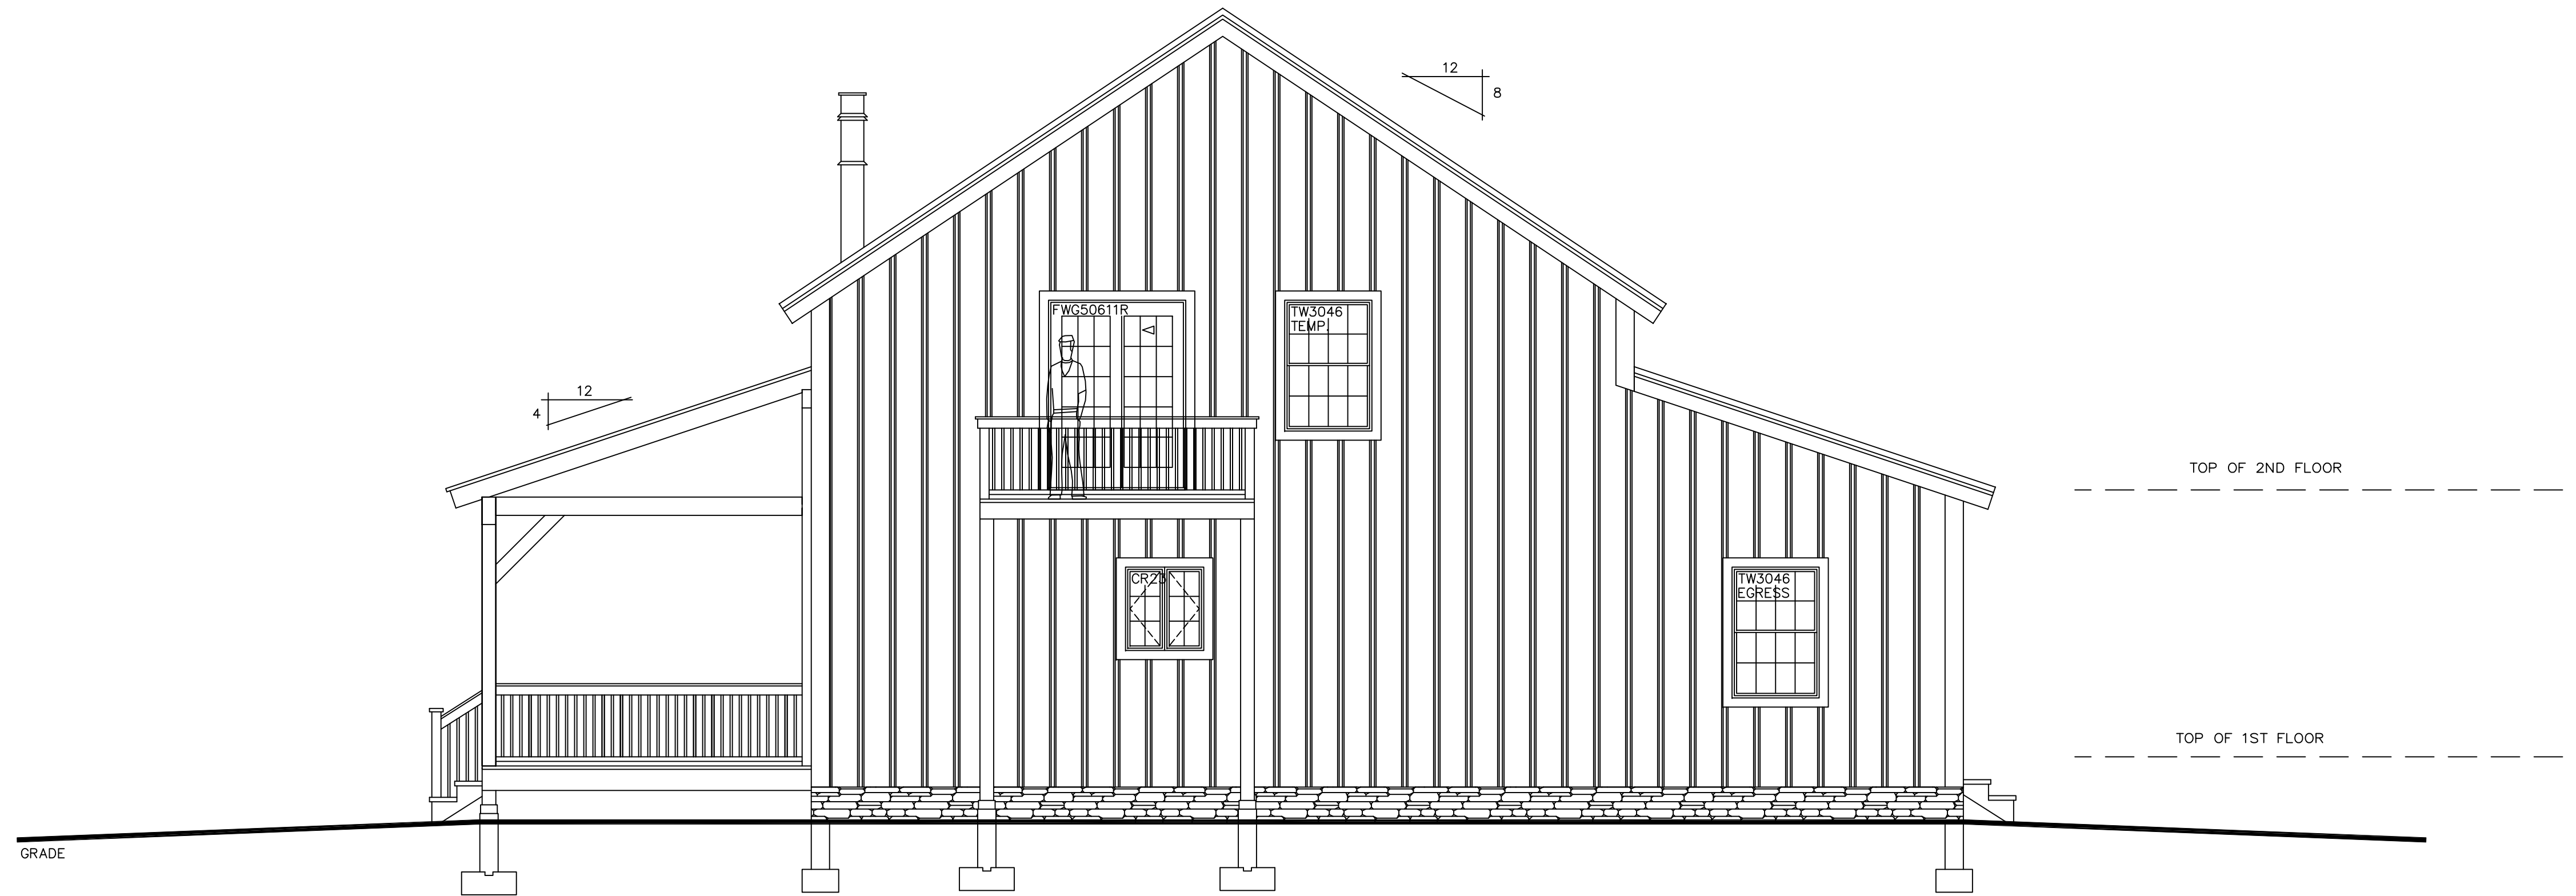 12
8
FWG50611R
TW3046
TEMP.
12
4
TOP OF 2ND FLOOR
CR23
TW3046
EGRESS
TOP OF 1ST FLOOR
GRADE